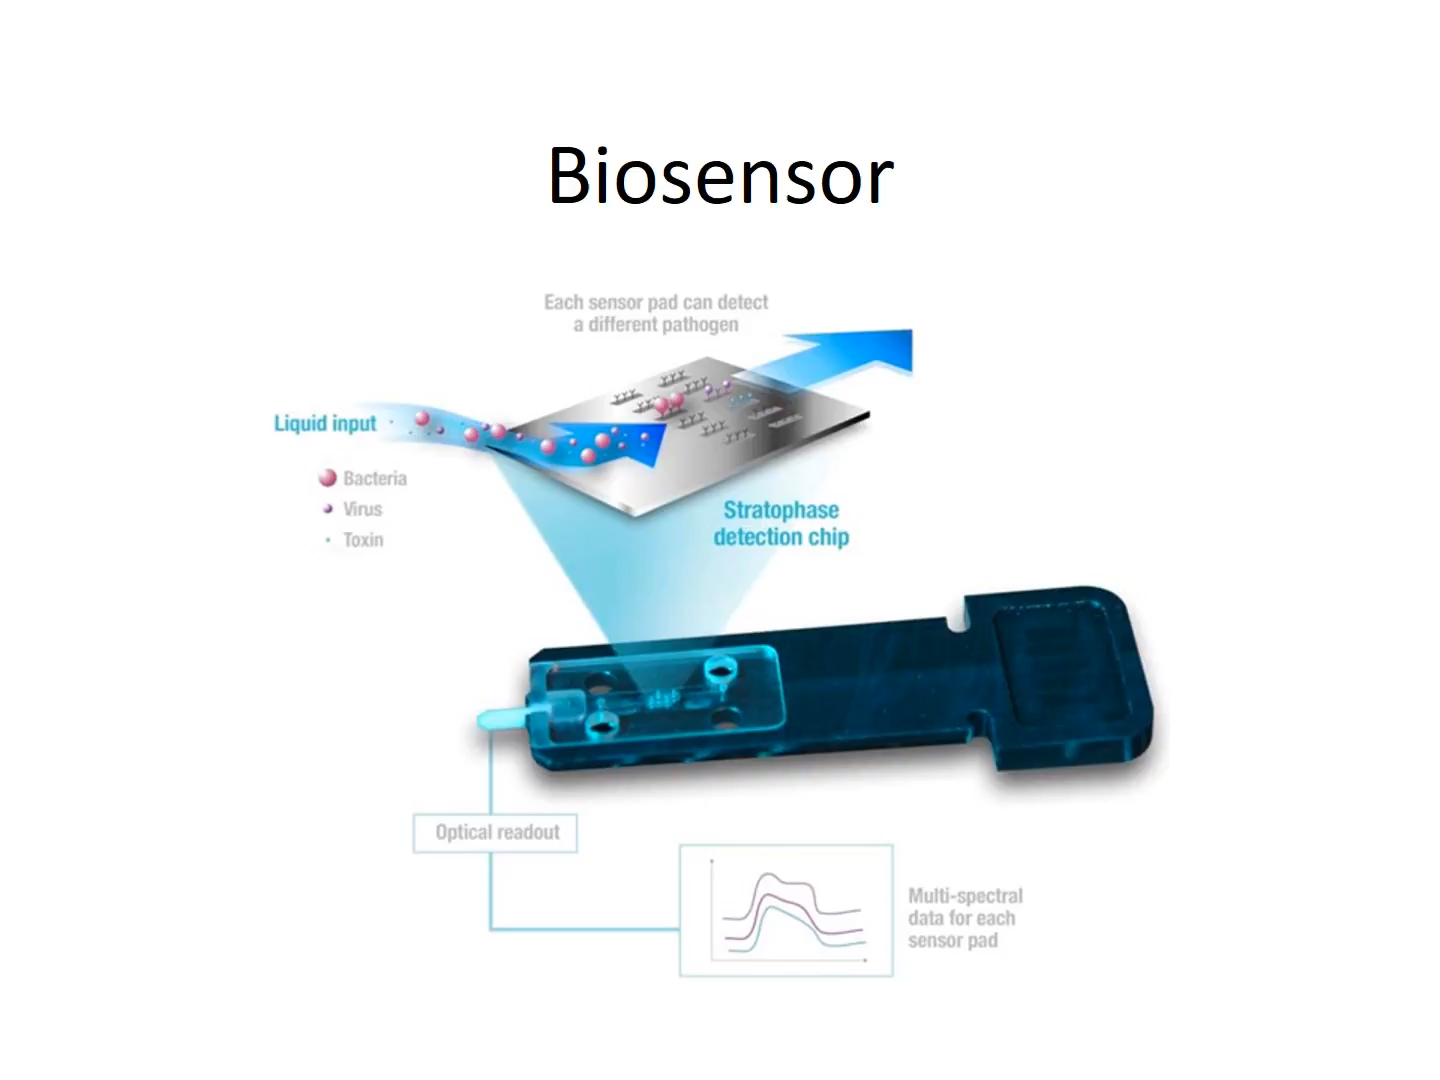 Biosensor
Each sensor pad can detect
a different pathogen
Liquid input
Bacteria
Virus
Toxin
Stratophase
detection chip
Optical readout
Multi-spectral
data for each
sensor pad